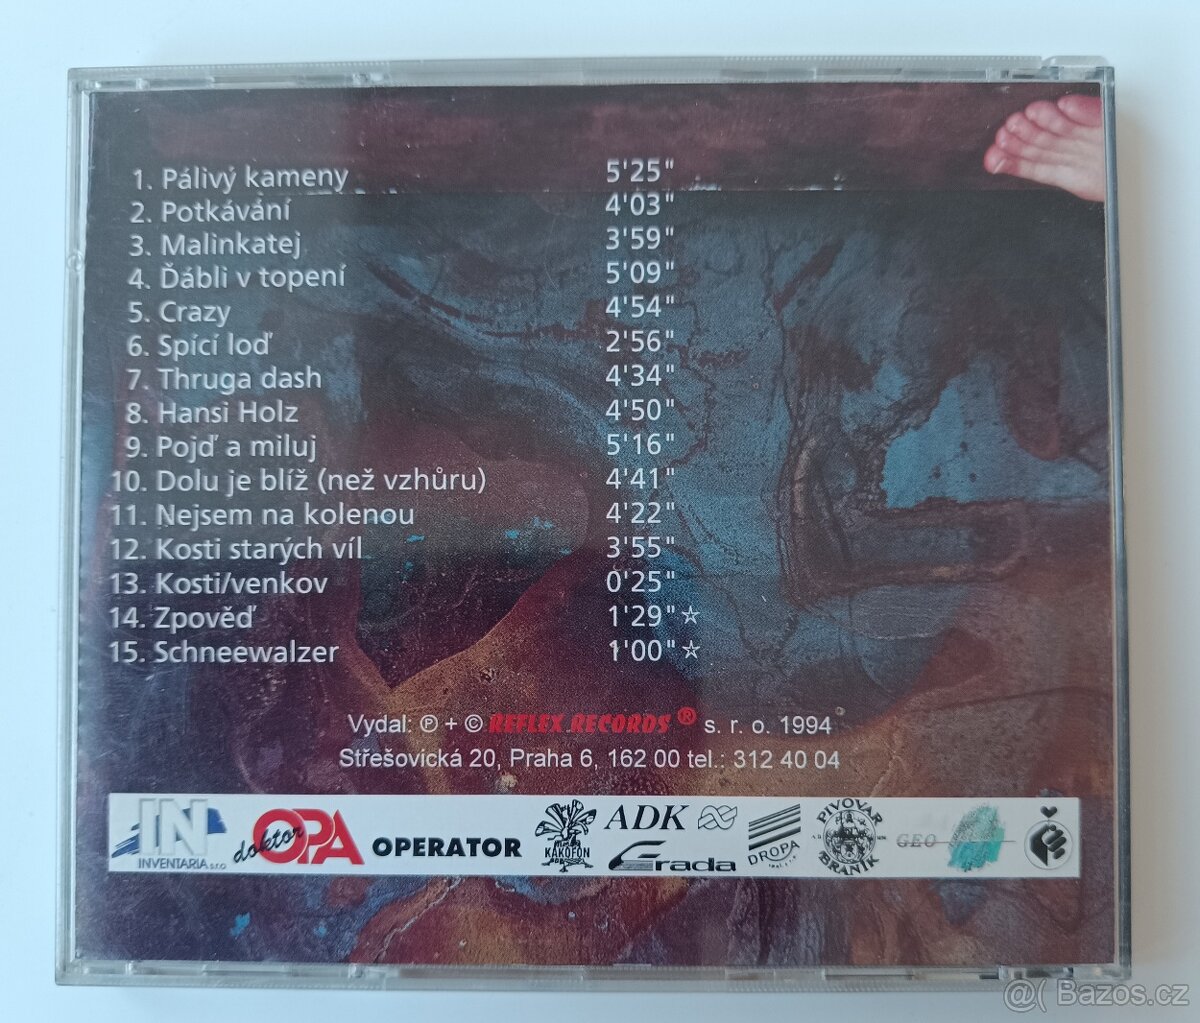 1. Pálivý kameny 5'25"
2. Potkávání 4'03"
3. Malinkatej 3'59"
4. Ďábli v topení 5'09"
5. Crazy 4'54"
6. Spící loď 2'56"
7. Thruga dash 4'34"
8. Hansi Holz 4'50"
9. Pojď a miluj 5'16"
10. Dolu je blíž (než vzhůru) 4'41"
11. Nejsem na kolenou 4'22"
12. Kosti starých víl 3'55"
13. Kosti/venkov 0'25"
14. Zpověď 1'29"☆
15. Schneewalzer 1'00"☆
Vydal: ℗ + © REFLEX RECORDS ® s. r. o. 1994
Střešovická 20, Praha 6, 162 00 tel.: 312 40 04
IN
INVENTARIA s.r.o
doktor OPA
OPERATOR
KAKOFON
ADK
Erada
DROPA
PIVOVAR
BRANÍK
GEO
@( Bazos.cz